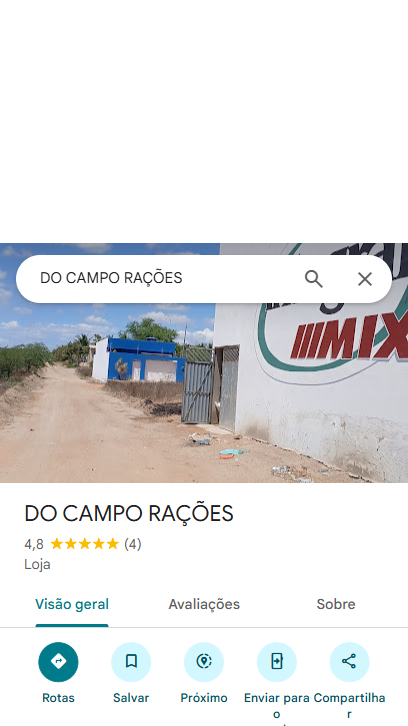 DO CAMPO RAÇÕES
MIX
DO CAMPO RAÇÕES
4,8 (4)
Loja
Visão geral Avaliações Sobre
Rotas Salvar Próximo Enviar para o Compartilhar